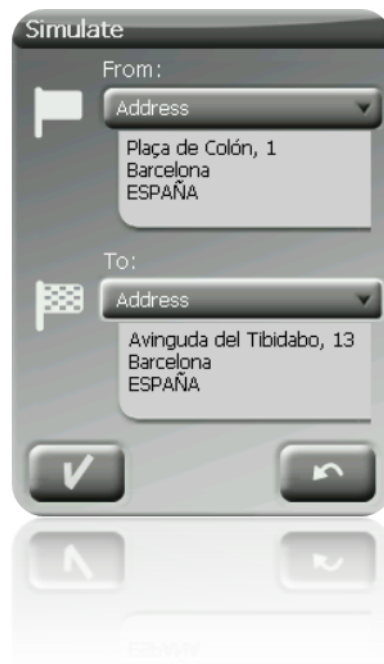 Simulate
From:
Address
Plaça de Colón, 1
Barcelona
ESPAÑA
To:
Address
Avinguda del Tibidabo, 13
Barcelona
ESPAÑA